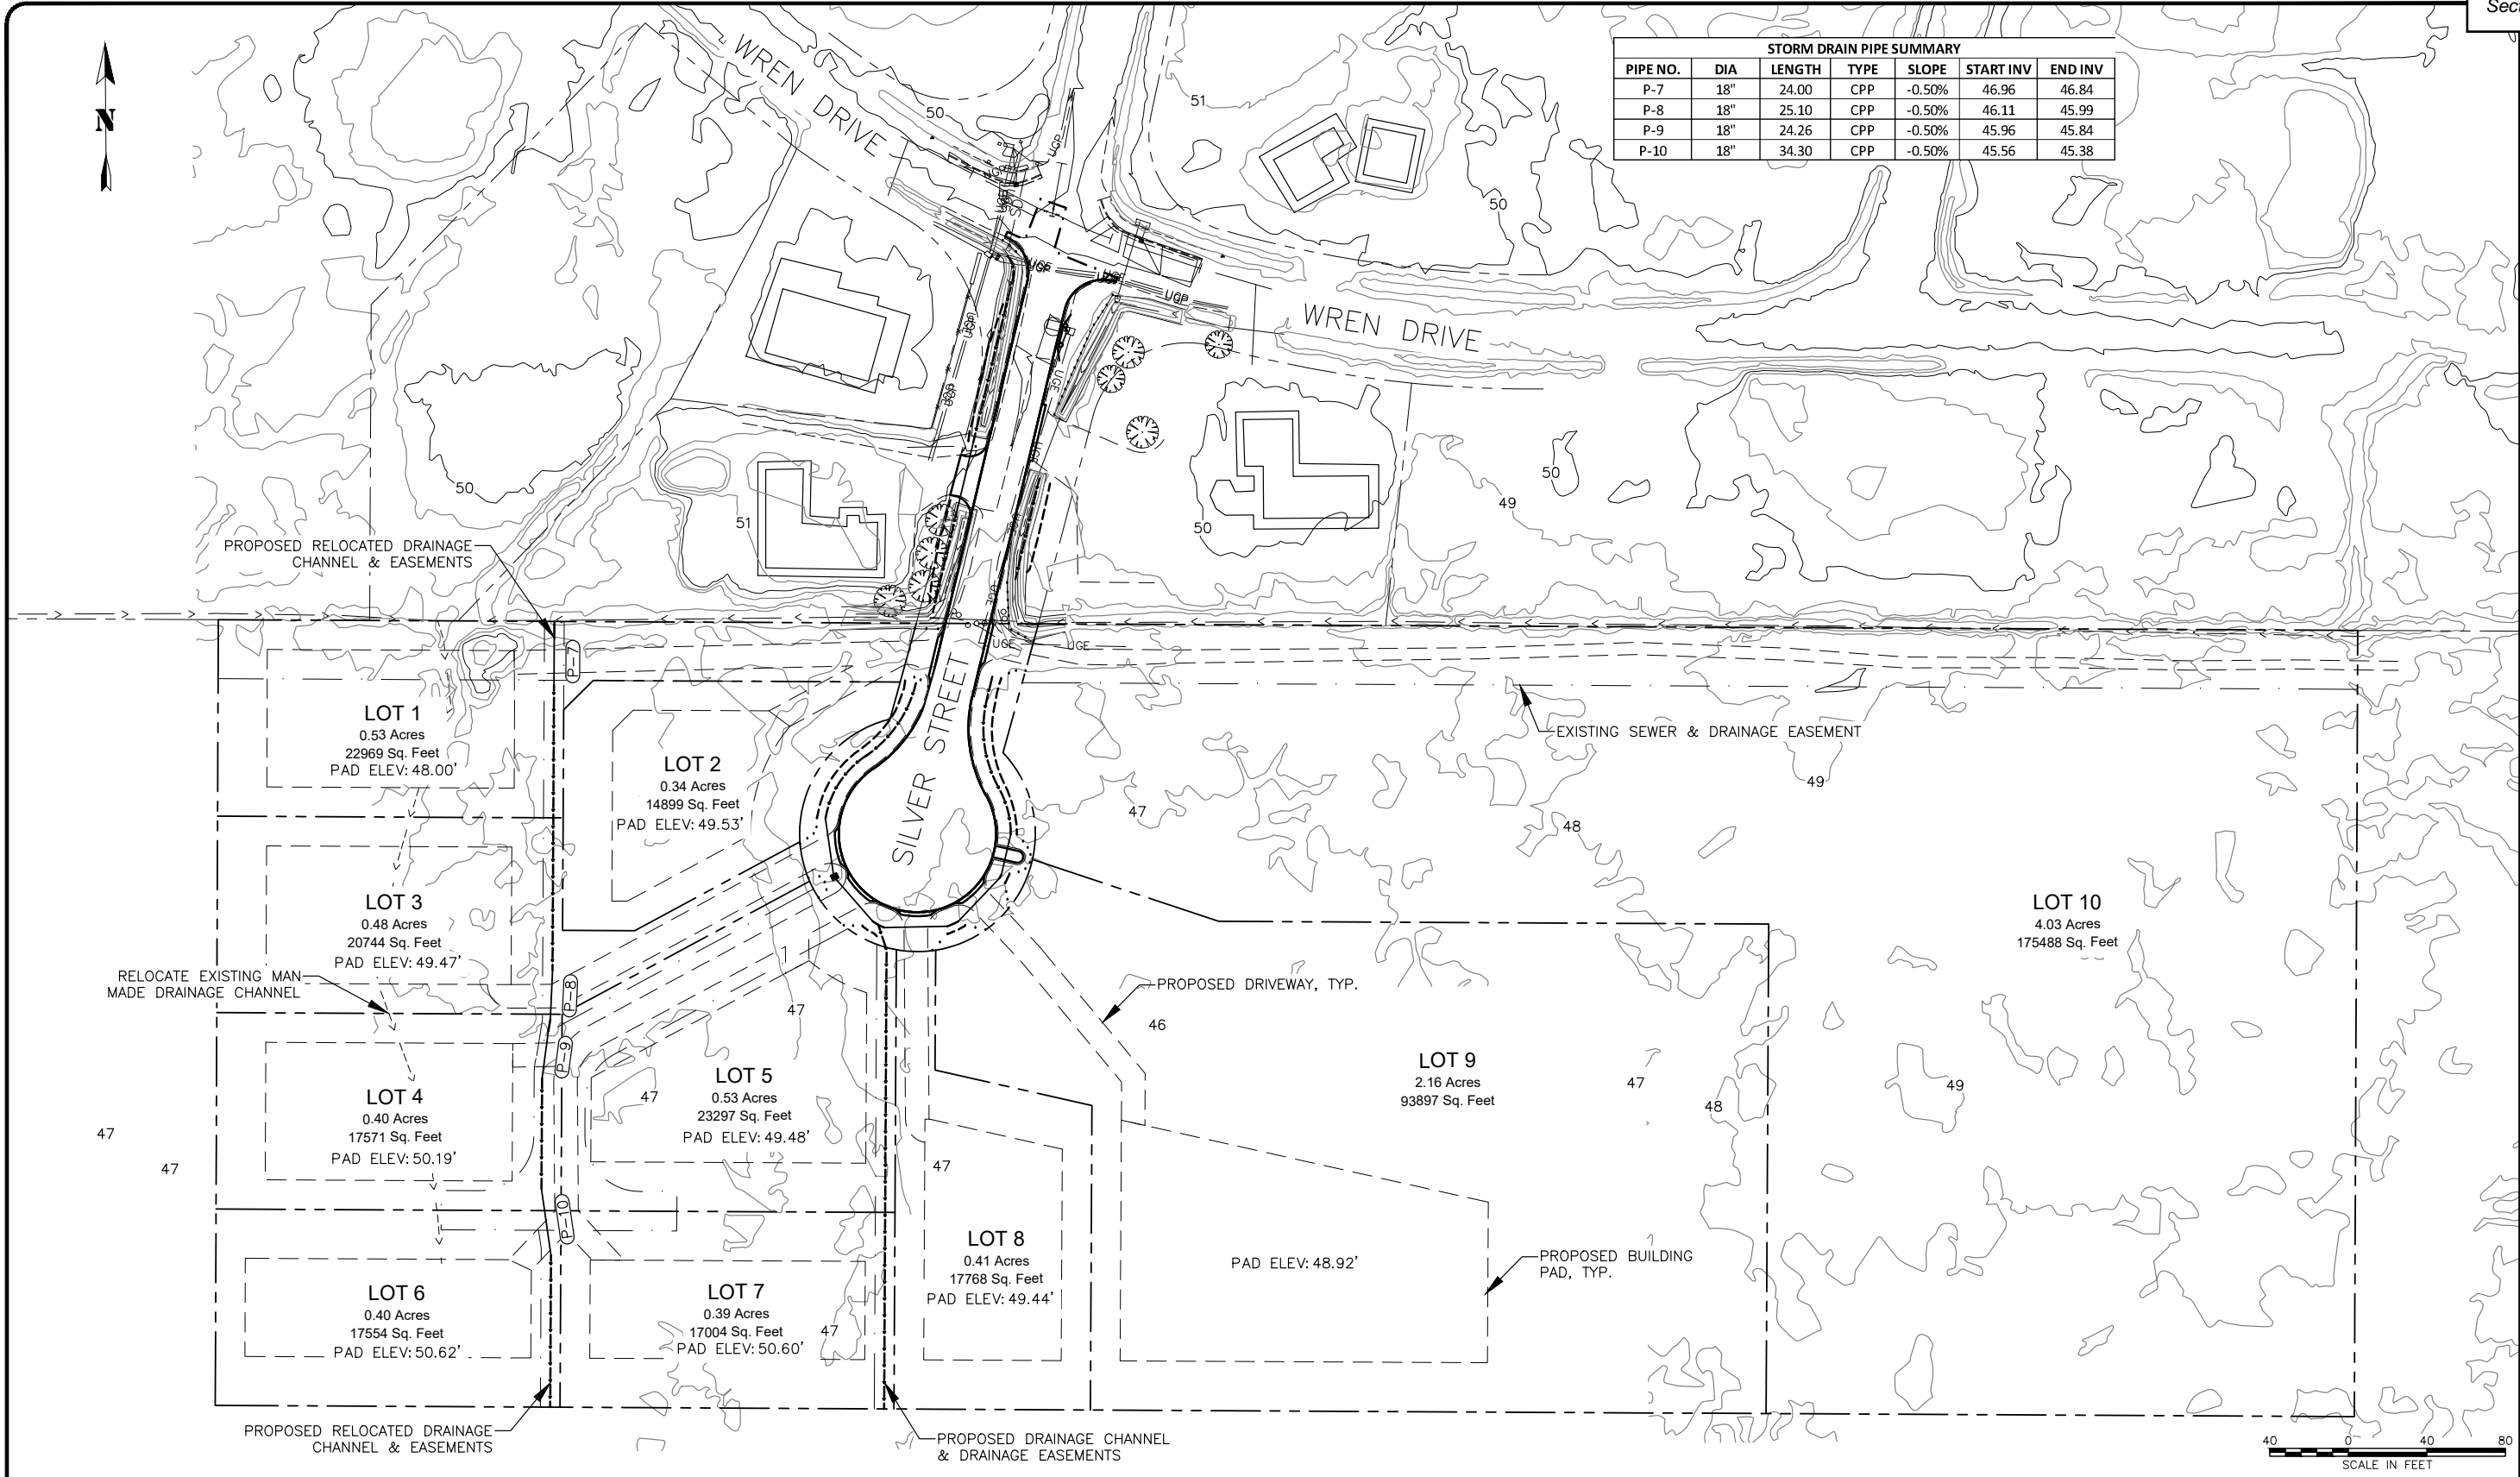 Sec
N
WREN DRIVE
STORM DRAIN PIPE SUMMARY
PIPE NO. DIA LENGTH TYPE SLOPE START INV END INV
P-7 18" 24.00 CPP -0.50% 46.96 46.84
P-8 18" 25.10 CPP -0.50% 46.11 45.99
P-9 18" 24.26 CPP -0.50% 45.96 45.84
P-10 18" 34.30 CPP -0.50% 45.56 45.38
50
51
UGP
50
UGP
WREN DRIVE
UGE
50
49
50
51
50
UGE
PROPOSED RELOCATED DRAINAGE
CHANNEL & EASEMENTS
UGE
UGE
P-7
LOT 1
0.53 Acres
22969 Sq. Feet
PAD ELEV: 48.00'
LOT 2
0.34 Acres
14899 Sq. Feet
PAD ELEV: 49.53'
SILVER STREET
EXISTING SEWER & DRAINAGE EASEMENT
49
47
48
LOT 3
0.48 Acres
20744 Sq. Feet
PAD ELEV: 49.47'
LOT 10
4.03 Acres
175488 Sq. Feet
RELOCATE EXISTING MAN
MADE DRAINAGE CHANNEL
P-8
PROPOSED DRIVEWAY, TYP.
47
46
P-9
LOT 4
0.40 Acres
17571 Sq. Feet
PAD ELEV: 50.19'
47
LOT 5
0.53 Acres
23297 Sq. Feet
PAD ELEV: 49.48'
LOT 9
2.16 Acres
93897 Sq. Feet
47
48
49
47
47
47
P-10
LOT 6
0.40 Acres
17554 Sq. Feet
PAD ELEV: 50.62'
LOT 7
0.39 Acres
17004 Sq. Feet
PAD ELEV: 50.60'
47
LOT 8
0.41 Acres
17768 Sq. Feet
PAD ELEV: 49.44'
PAD ELEV: 48.92'
PROPOSED BUILDING
PAD, TYP.
PROPOSED RELOCATED DRAINAGE
CHANNEL & EASEMENTS
PROPOSED DRAINAGE CHANNEL
& DRAINAGE EASEMENTS
40 0 40 80
SCALE IN FEET